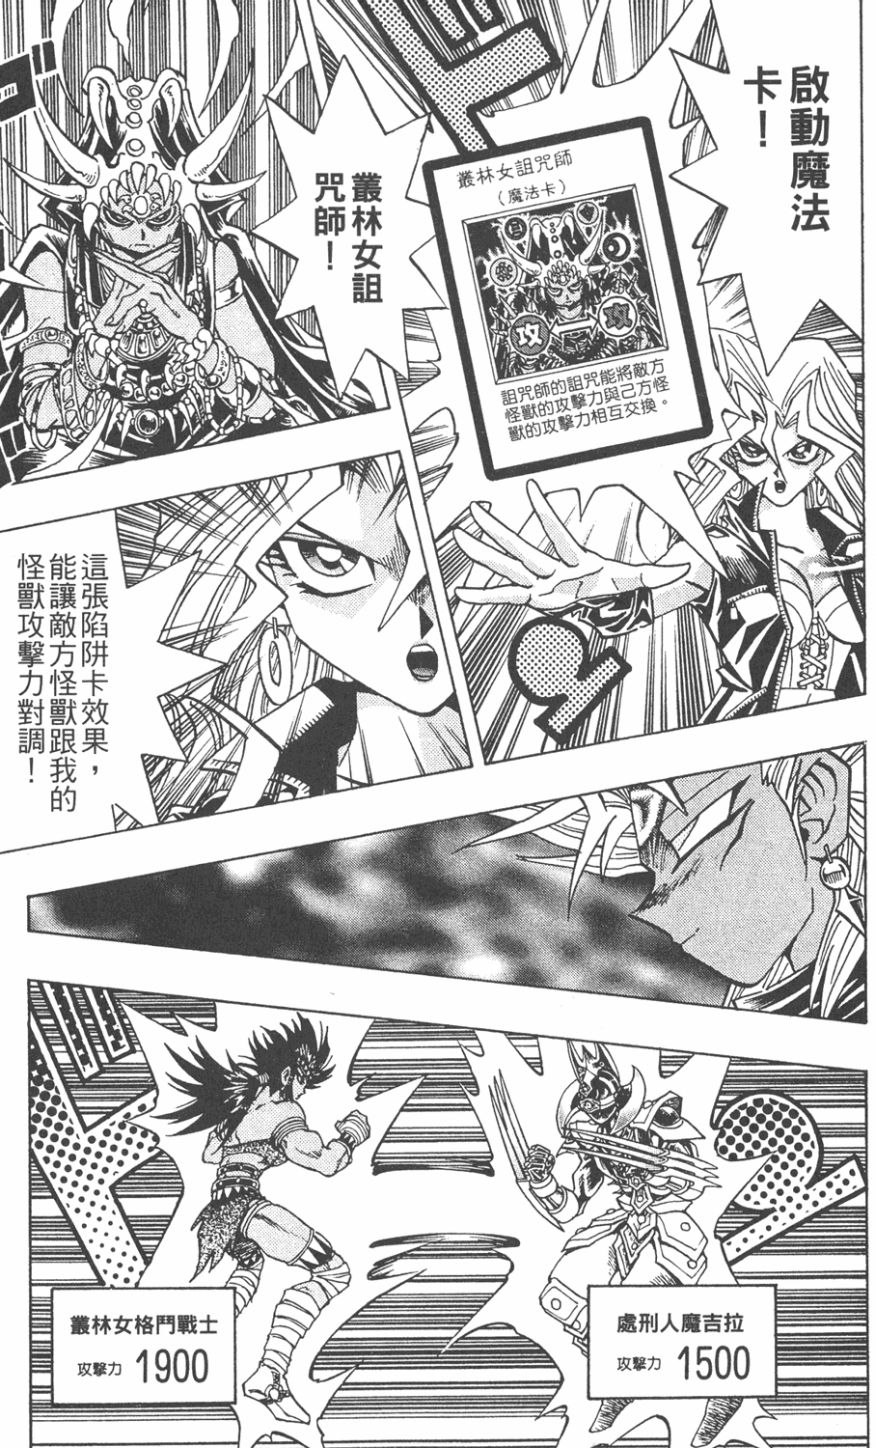 啟動魔法
卡！
叢林女詛咒師
（魔法卡）
攻
攻
詛咒師的詛咒能將敵方
怪獸的攻擊力與己方怪
獸的攻擊力相互交換。
叢林女詛
咒師！
這張陷阱卡效果，
能讓敵方怪獸跟我的
怪獸攻擊力對調！
處刑人魔吉拉
攻擊力 1500
叢林女格鬥戰士
攻擊力 1900